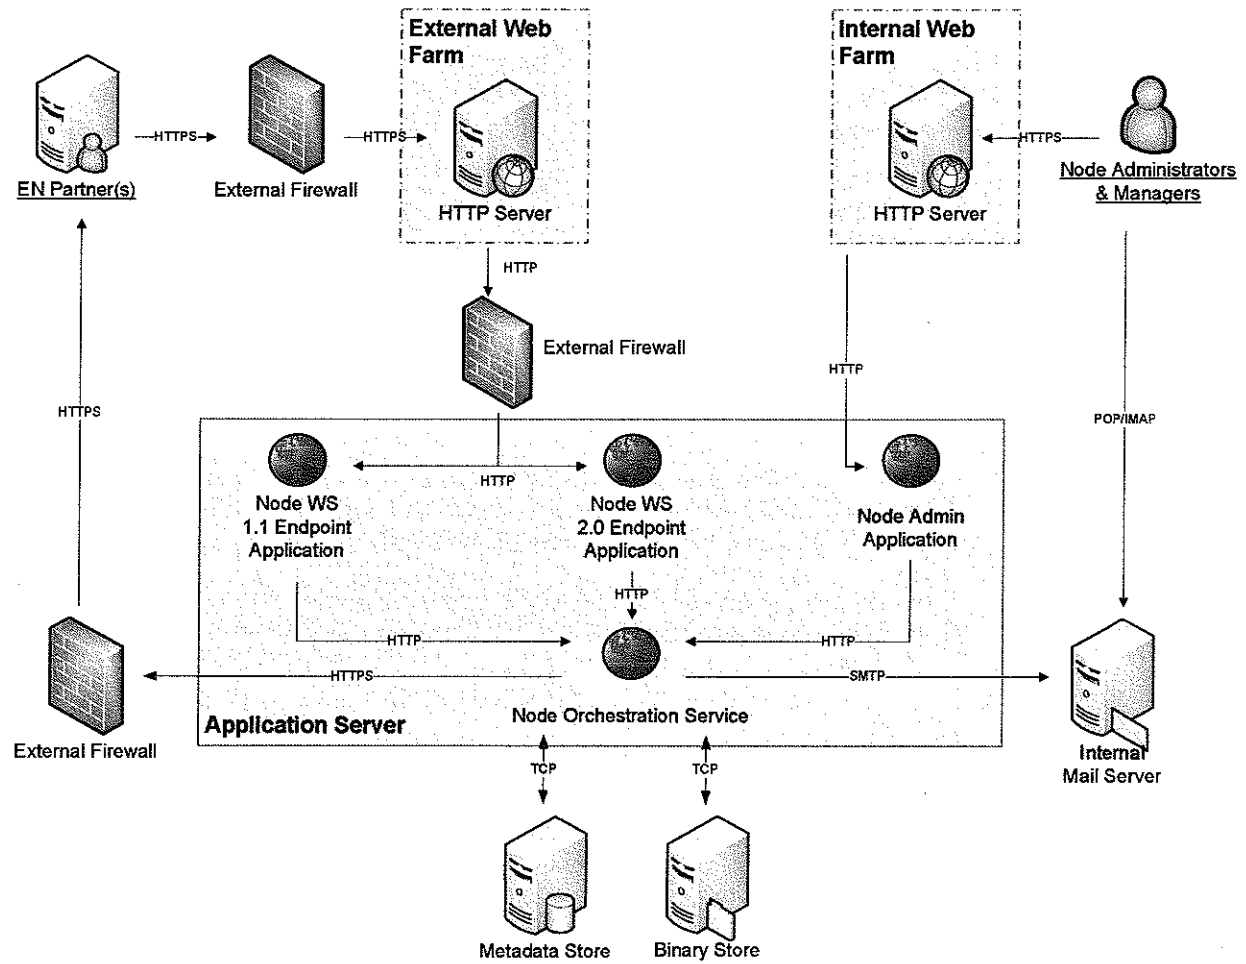 External Web
Farm
Internal Web
Farm
HTTPS
HTTPS
HTTPS
EN Partner(s)
External Firewall
HTTP Server
HTTP Server
Node Administrators
& Managers
HTTP
External Firewall
HTTP
HTTPS
POP/IMAP
HTTP
Node WS
1.1 Endpoint
Application
Node WS
2.0 Endpoint
Application
Node Admin
Application
HTTP
HTTP
HTTP
HTTPS
SMTP
Application Server
Node Orchestration Service
External Firewall
Internal
Mail Server
TCP
TCP
Metadata Store
Binary Store